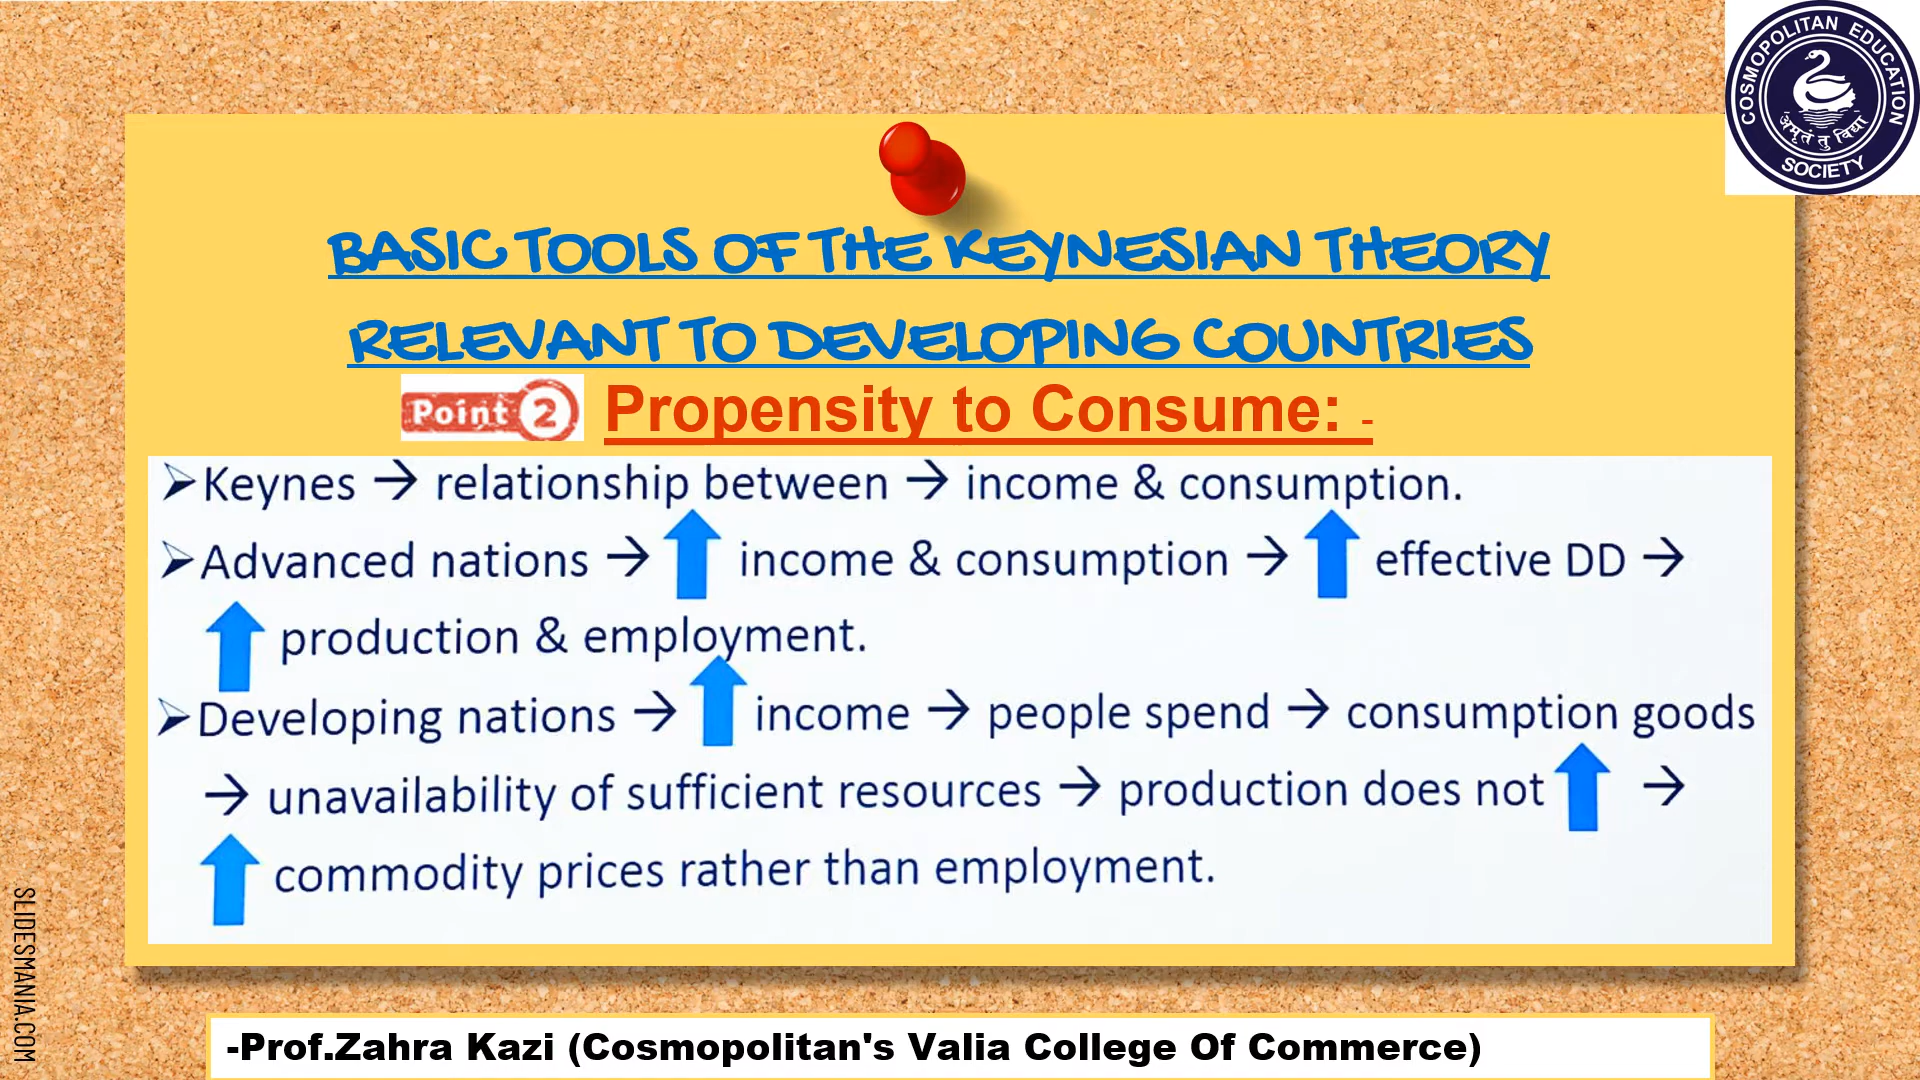 COSMOPOLITAN EDUCATION
अमृतं तु विद्या
SOCIETY
BASIC TOOLS OF THE KEYNESIAN THEORY
RELEVANT TO DEVELOPING COUNTRIES
Point 2 Propensity to Consume: -
➢Keynes → relationship between → income & consumption.
➢Advanced nations → ⬆ income & consumption → ⬆ effective DD →
⬆ production & employment.
➢Developing nations → ⬆ income → people spend → consumption goods
→ unavailability of sufficient resources → production does not ⬆ →
⬆ commodity prices rather than employment.
SLIDESMANIA.COM
-Prof.Zahra Kazi (Cosmopolitan's Valia College Of Commerce)